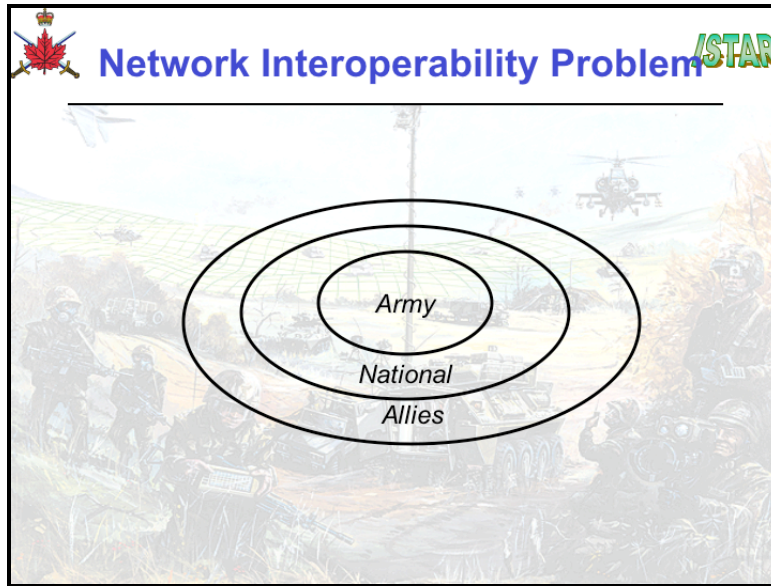 Network Interoperability Problem
ISTAR
Army
National
Allies